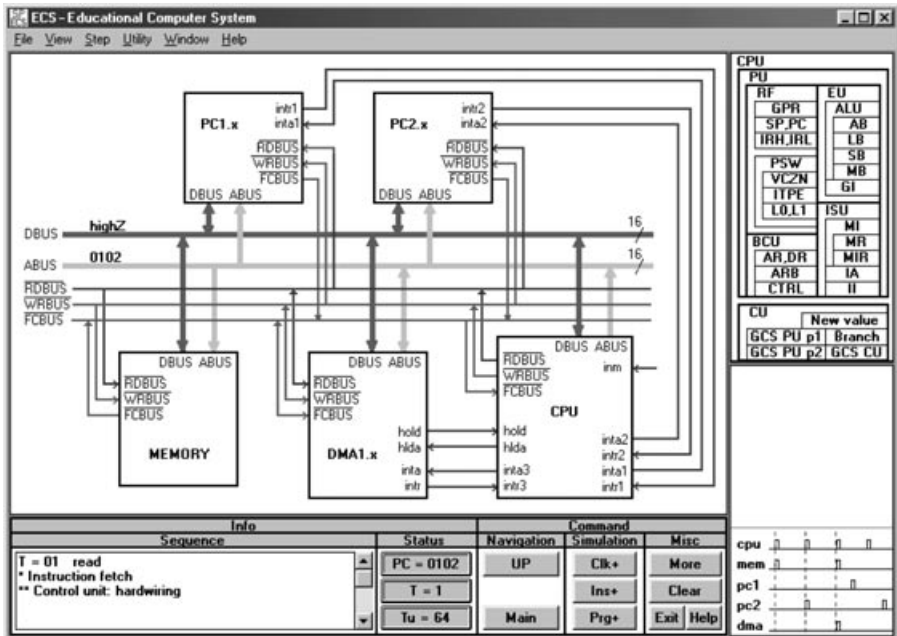 ECS - Educational Computer System
File View Step Utility Window Help
PC1.x
intr1
inta1
RDBUS
WRBUS
FCBUS
DBUS ABUS
PC2.x
intr2
inta2
RDBUS
WRBUS
FCBUS
DBUS ABUS
DBUS highZ 16
ABUS 0102 16
RDBUS
WRBUS
FCBUS
DBUS ABUS
RDBUS
WRBUS
FCBUS
MEMORY
DBUS ABUS
RDBUS
WRBUS
FCBUS
hold
hlda
DMA1.x
inta
intr
DBUS ABUS
RDBUS
WRBUS
FCBUS
inm
CPU
hold
hlda
inta3
intr3
inta2
intr2
inta1
intr1
CPU
PU
RF
GPR
SP,PC
IRH,IRL
PSW
VCZN
ITPE
L0,L1
BCU
AR,DR
ARB
CTRL
EU
ALU
AB
LB
SB
MB
GI
ISU
MI
MR
MIR
IA
II
CU
New value
GCS PU p1 Branch
GCS PU p2 GCS CU
Info Command
Sequence Status Navigation Simulation Misc
T = 01 read
* Instruction fetch
** Control unit: hardwiring
PC = 0102
T = 1
Tu = 64
UP
Main
Clk+
Ins+
Prg+
More
Clear
Exit Help
cpu
mem
pc1
pc2
dma